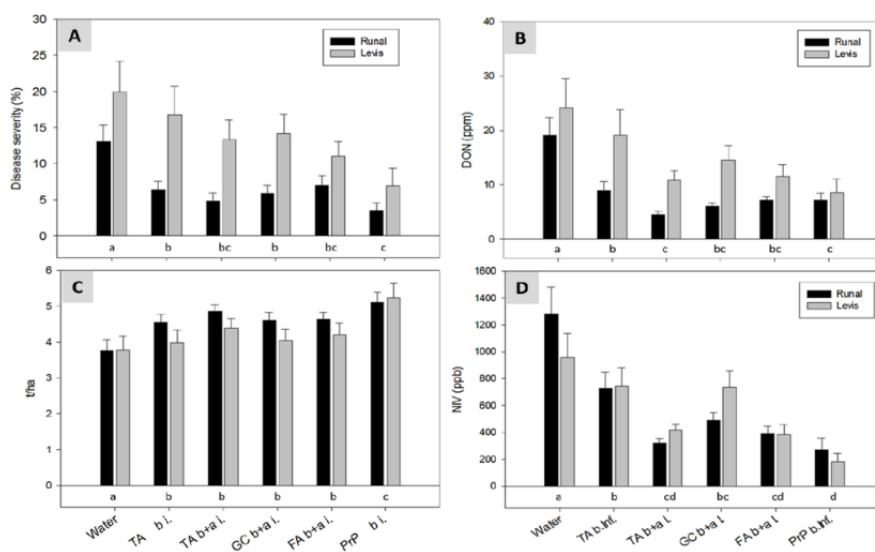 A
Runal
Levis
Disease severity (%)
30
25
20
15
10
5
0
a b bc b bc c
B
Runal
Levis
DON (ppm)
40
30
20
10
0
a b c bc bc c
C
t/ha
6
5
4
3
2
1
0
a b b b b c
Water
TA b i.
TA b+a i.
GC b+a i.
FA b+a i.
PrP b i.
D
Runal
Levis
NIV (ppb)
1600
1400
1200
1000
800
600
400
200
0
a b cd bc cd d
Water
TA b.Inf.
TA b+a I.
GC b+a I.
FA b+a I.
PrP b.Inf.